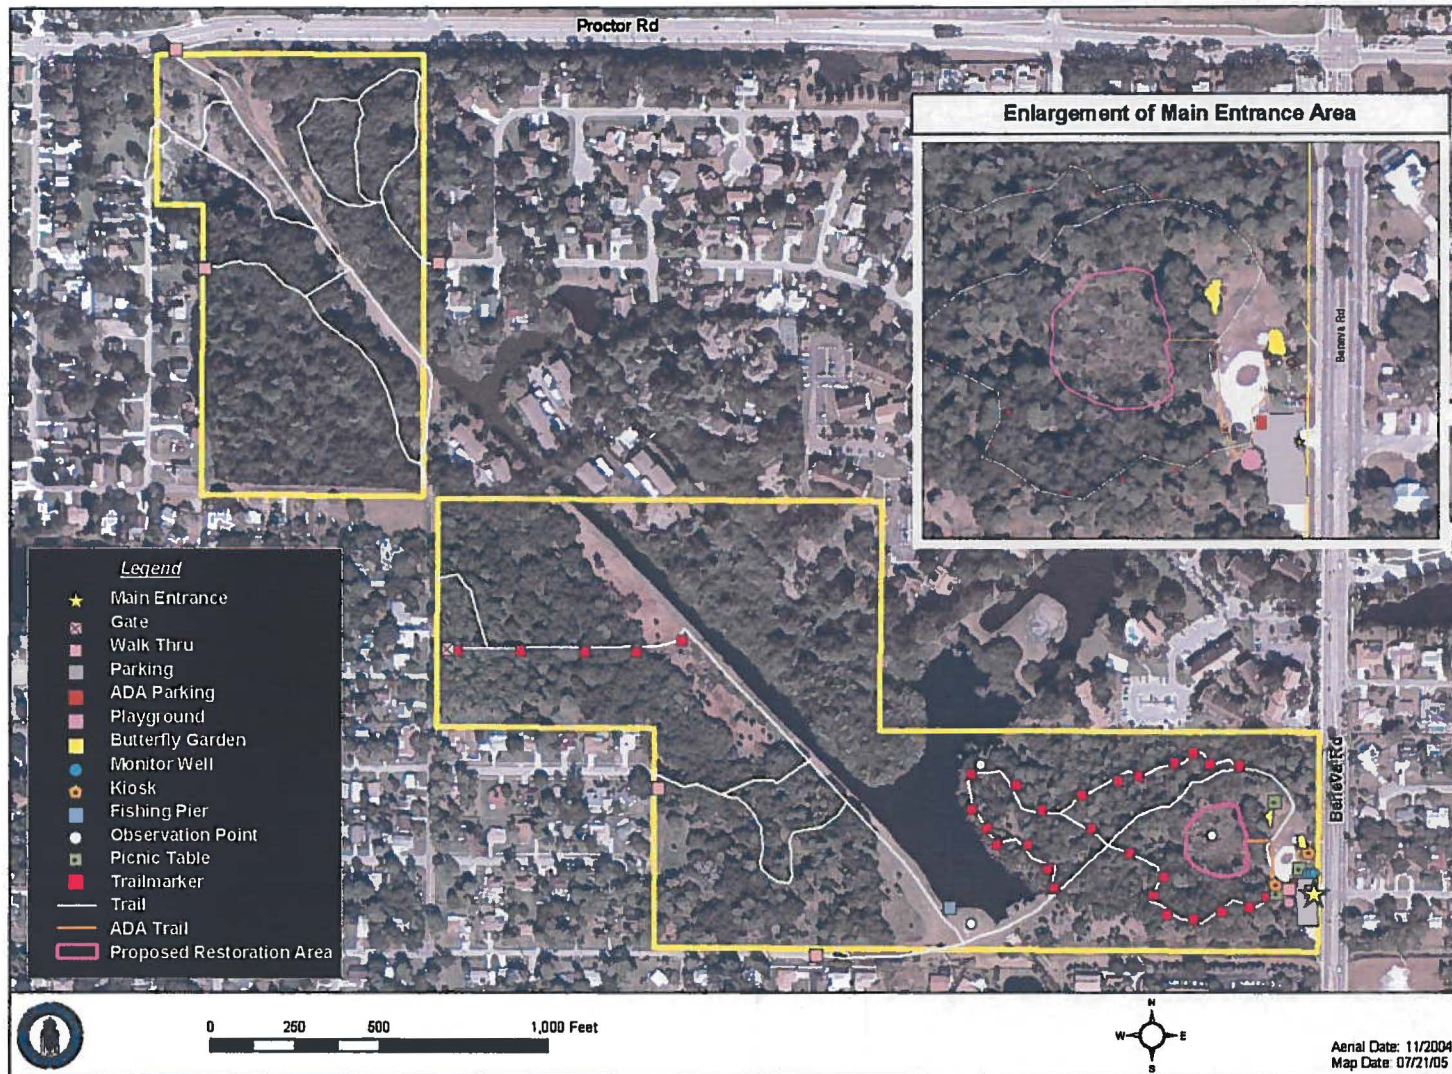 Proctor Rd
Enlargement of Main Entrance Area
Beneva Rd
Legend
Main Entrance
Gate
Walk Thru
Parking
ADA Parking
Playground
Butterfly Garden
Monitor Well
Kiosk
Fishing Pier
Observation Point
Picnic Table
Trailmarker
Trail
ADA Trail
Proposed Restoration Area
Beneva Rd
0 250 500 1,000 Feet
N
W E
S
Aerial Date: 11/2004
Map Date: 07/21/05